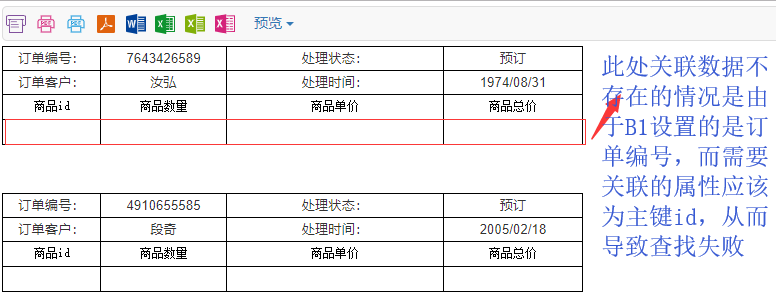 预览
订单编号: 7643426589 处理状态: 预订
订单客户: 汝弘 处理时间: 1974/08/31
商品id 商品数量 商品单价 商品总价
订单编号: 4910655585 处理状态: 预订
订单客户: 段奇 处理时间: 2005/02/18
商品id 商品数量 商品单价 商品总价
此处关联数据不
存在的情况是由
于B1设置的是订
单编号，而需要
关联的属性应该
为主键id，从而
导致查找失败